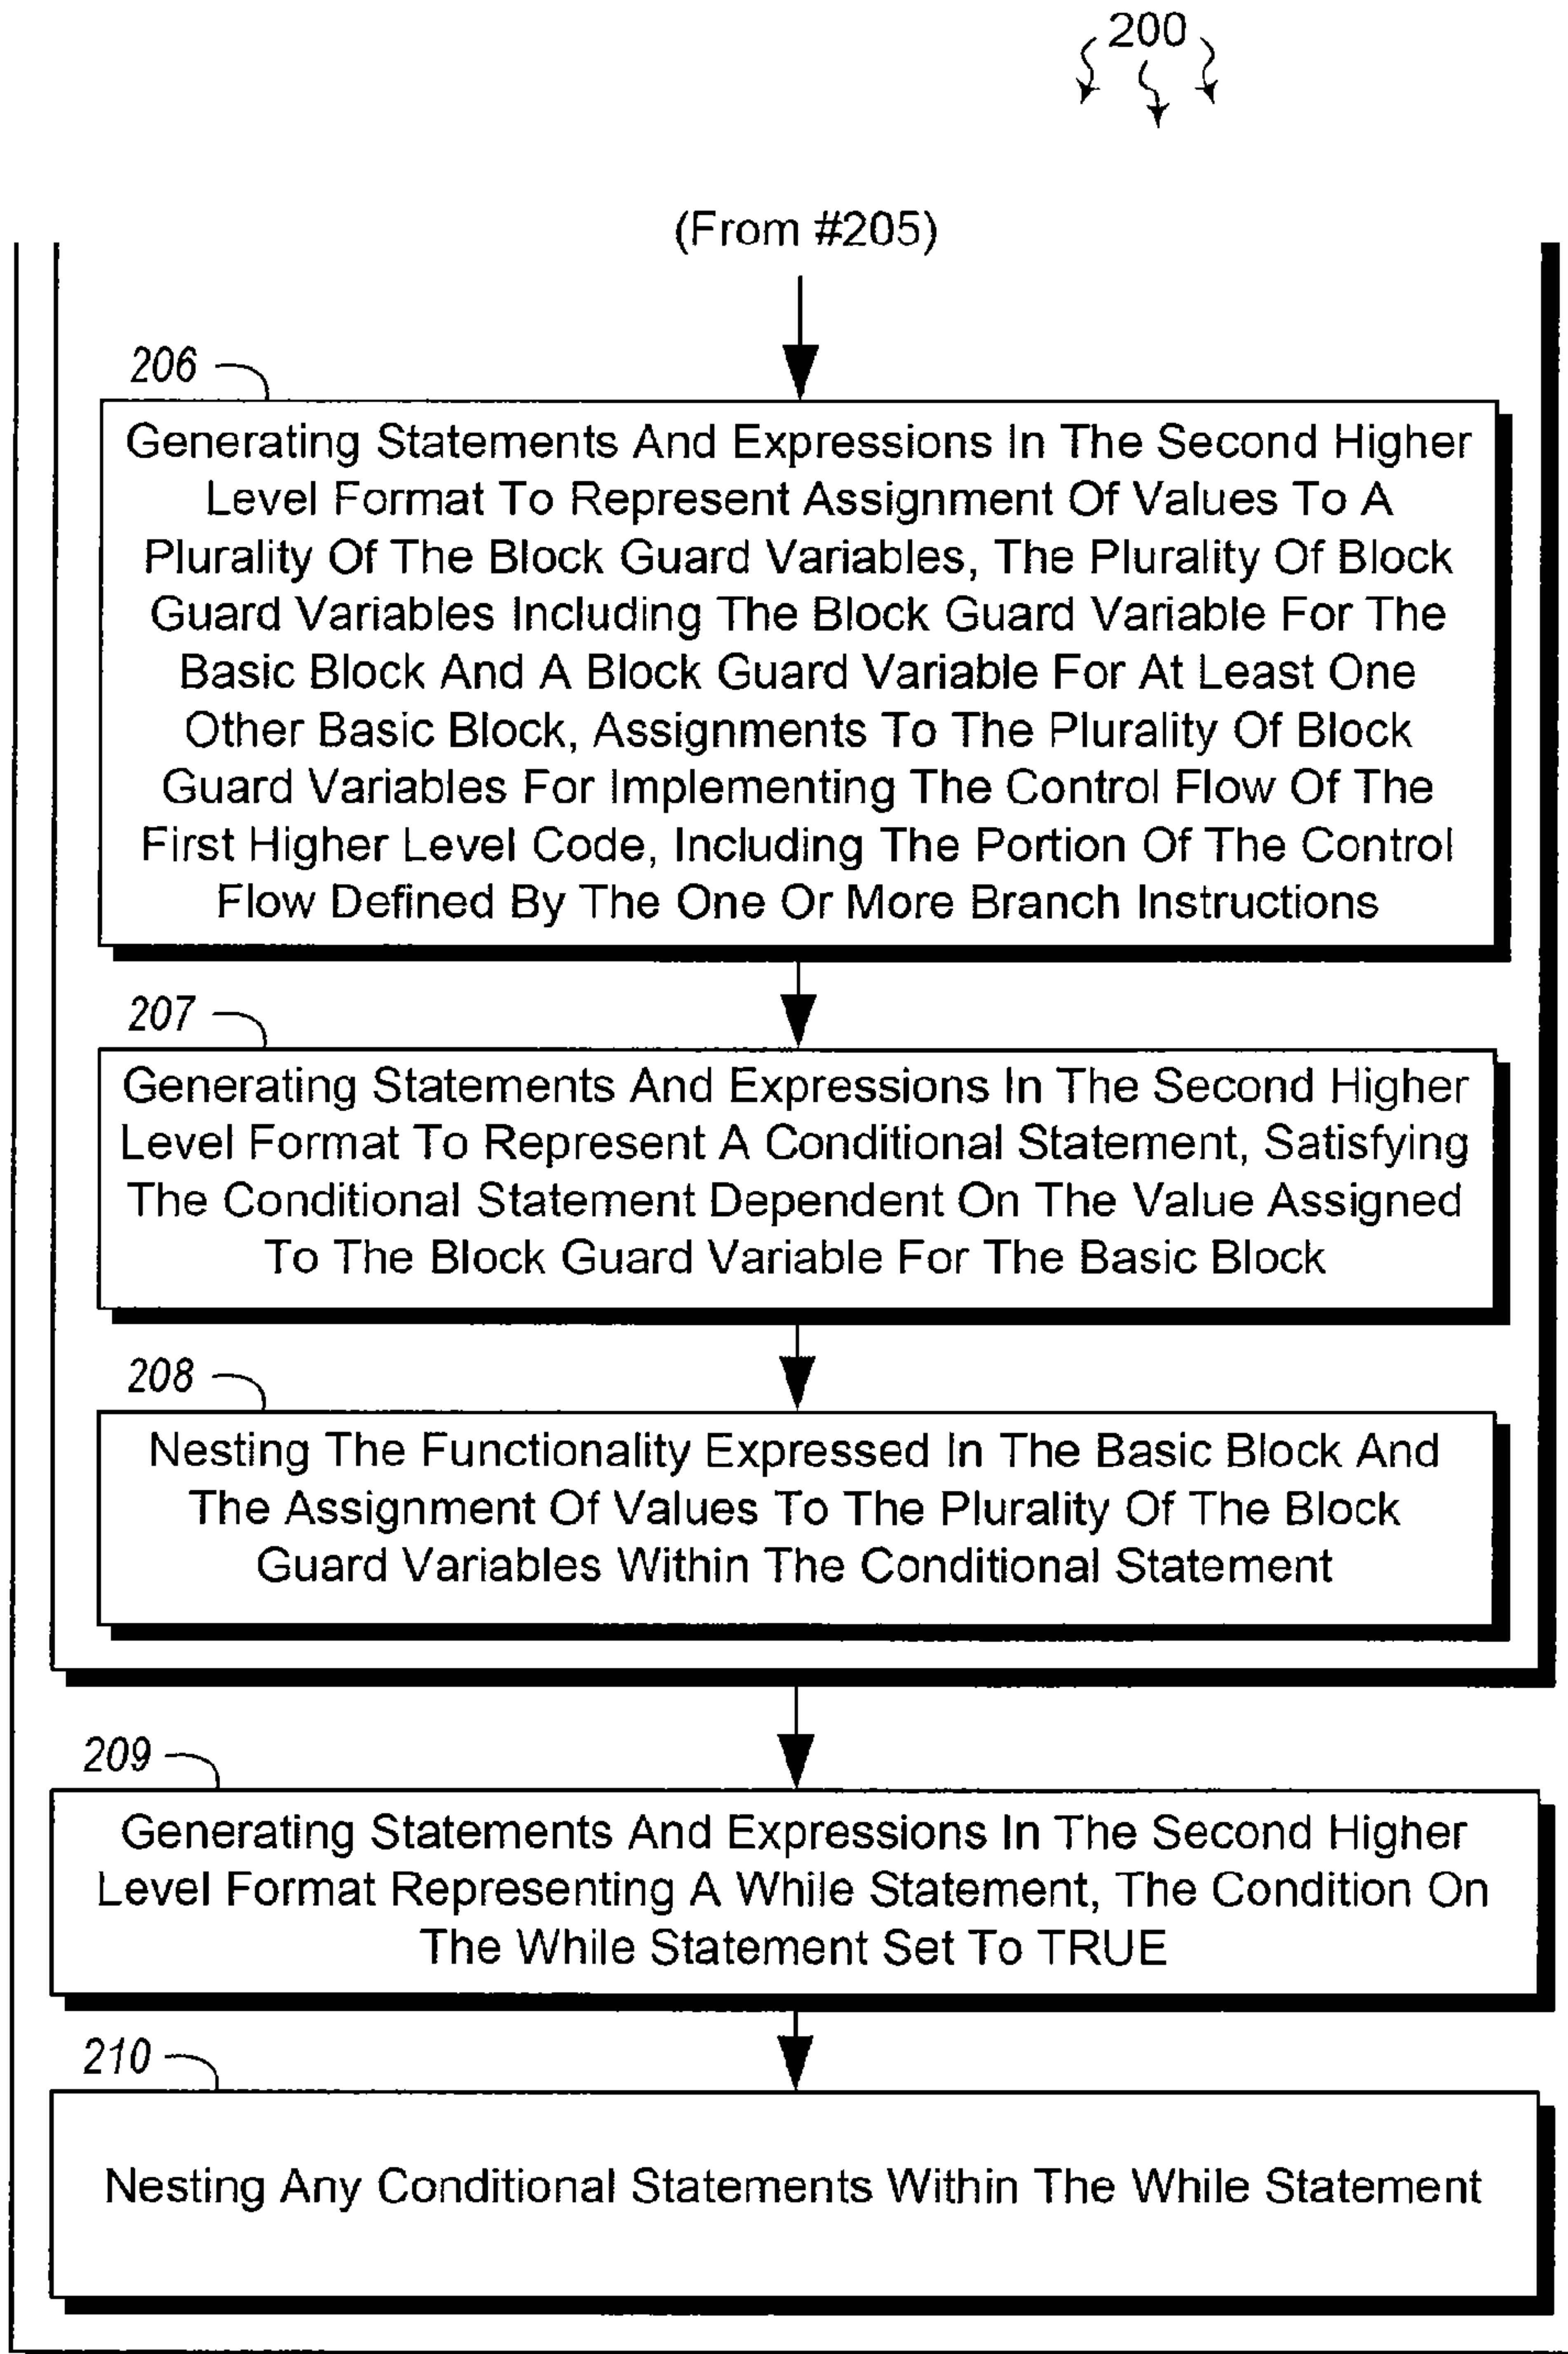 200
(From #205)
206
Generating Statements And Expressions In The Second Higher
Level Format To Represent Assignment Of Values To A
Plurality Of The Block Guard Variables, The Plurality Of Block
Guard Variables Including The Block Guard Variable For The
Basic Block And A Block Guard Variable For At Least One
Other Basic Block, Assignments To The Plurality Of Block
Guard Variables For Implementing The Control Flow Of The
First Higher Level Code, Including The Portion Of The Control
Flow Defined By The One Or More Branch Instructions
207
Generating Statements And Expressions In The Second Higher
Level Format To Represent A Conditional Statement, Satisfying
The Conditional Statement Dependent On The Value Assigned
To The Block Guard Variable For The Basic Block
208
Nesting The Functionality Expressed In The Basic Block And
The Assignment Of Values To The Plurality Of The Block
Guard Variables Within The Conditional Statement
209
Generating Statements And Expressions In The Second Higher
Level Format Representing A While Statement, The Condition On
The While Statement Set To TRUE
210
Nesting Any Conditional Statements Within The While Statement